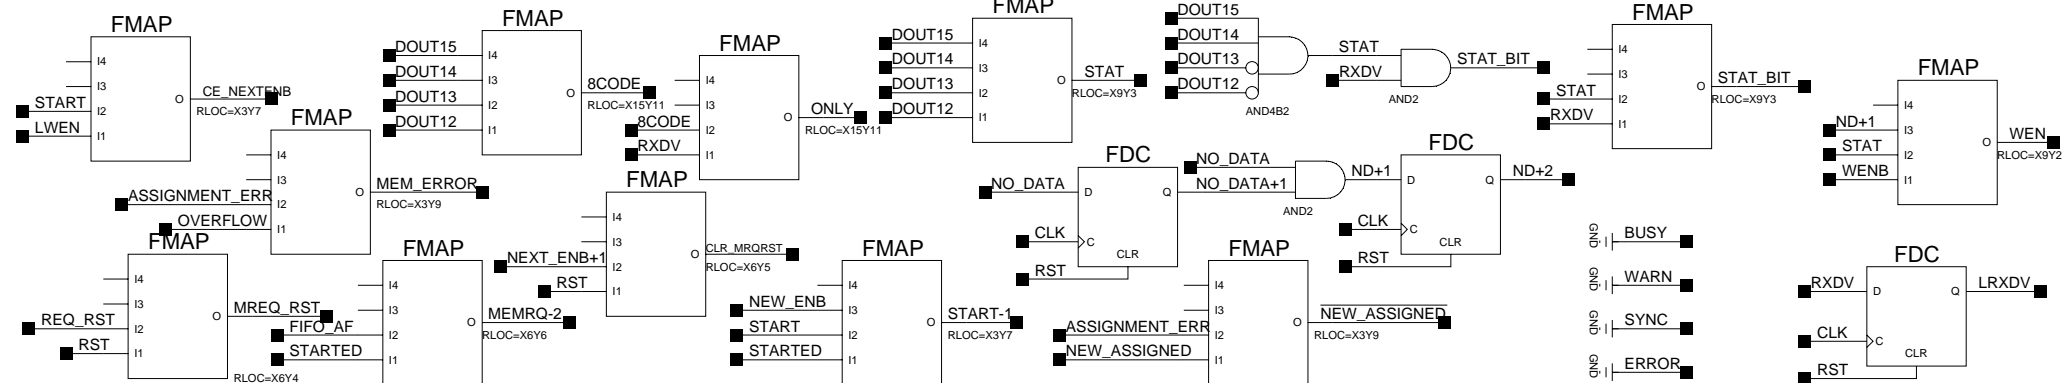 FMAP
I4
I3
I2
I1
O
START
LWEN
CE_NEXTENB
RLOC=X3Y7
FMAP
I4
I3
I2
I1
O
DOUT15
DOUT14
DOUT13
DOUT12
8CODE
RLOC=X15Y11
FMAP
I4
I3
I2
I1
O
8CODE
RXDV
ONLY
RLOC=X15Y11
FMAP
I4
I3
I2
I1
O
DOUT15
DOUT14
DOUT13
DOUT12
STAT
RLOC=X9Y3
DOUT15
DOUT14
DOUT13
DOUT12
AND4B2
STAT
RXDV
AND2
STAT_BIT
FMAP
I4
I3
I2
I1
O
STAT
RXDV
STAT_BIT
RLOC=X9Y3
FMAP
I4
I3
I2
I1
O
ND+1
STAT
WENB
WEN
RLOC=X9Y2
FMAP
I4
I3
I2
I1
O
ASSIGNMENT_ERR
OVERFLOW
MEM_ERROR
RLOC=X3Y9
FMAP
I4
I3
I2
I1
O
NEXT_ENB+1
RST
CLR_MRQRST
RLOC=X6Y5
FDC
D
Q
C
CLR
NO_DATA
CLK
RST
NO_DATA
NO_DATA+1
AND2
ND+1
FDC
D
Q
C
CLR
CLK
RST
ND+2
FMAP
I4
I3
I2
I1
O
REQ_RST
RST
MREQ_RST
RLOC=X6Y4
FMAP
I4
I3
I2
I1
O
FIFO_AF
STARTED
MEMRQ-2
RLOC=X6Y6
FMAP
I4
I3
I2
I1
O
NEW_ENB
START
STARTED
START-1
RLOC=X3Y7
FMAP
I4
I3
I2
I1
O
ASSIGNMENT_ERR
NEW_ASSIGNED
NEW_ASSIGNED
RLOC=X3Y9
GND
BUSY
GND
WARN
GND
SYNC
GND
ERROR
FDC
D
Q
C
CLR
RXDV
CLK
RST
LRXDV